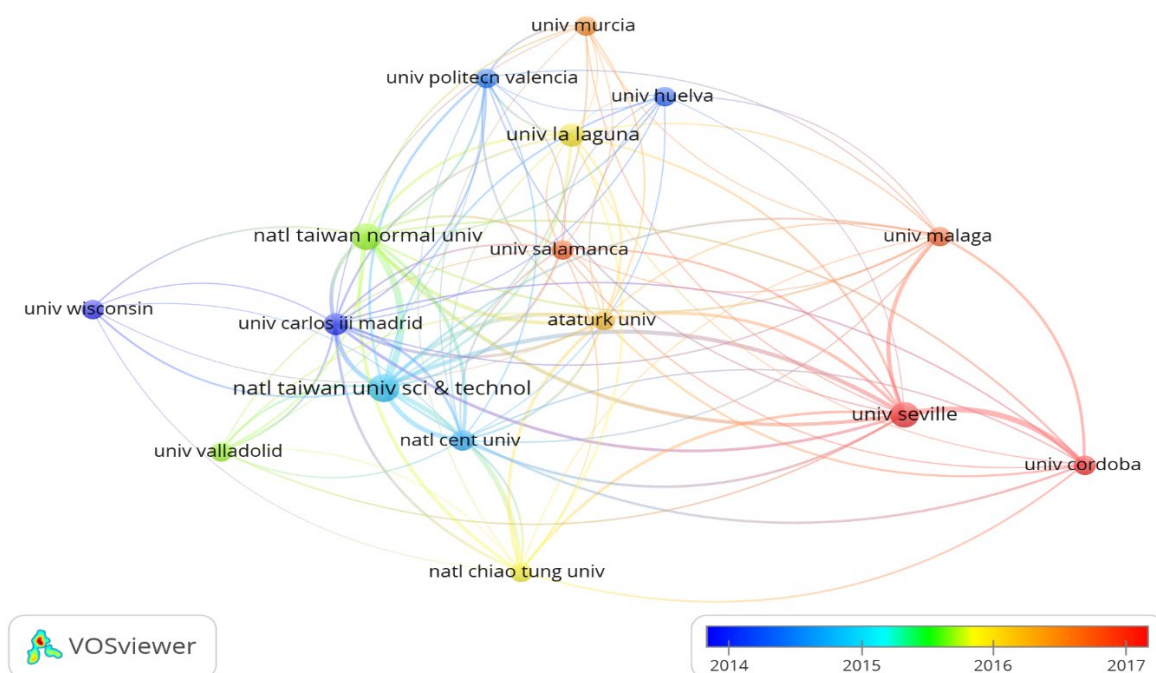 univ murcia
univ politecn valencia
univ huelva
univ la laguna
natl taiwan normal univ
univ malaga
univ salamanca
univ wisconsin
univ carlos iii madrid
ataturk univ
natl taiwan univ sci & technol
univ seville
natl cent univ
univ valladolid
univ cordoba
natl chiao tung univ
VOSviewer
2014 2015 2016 2017